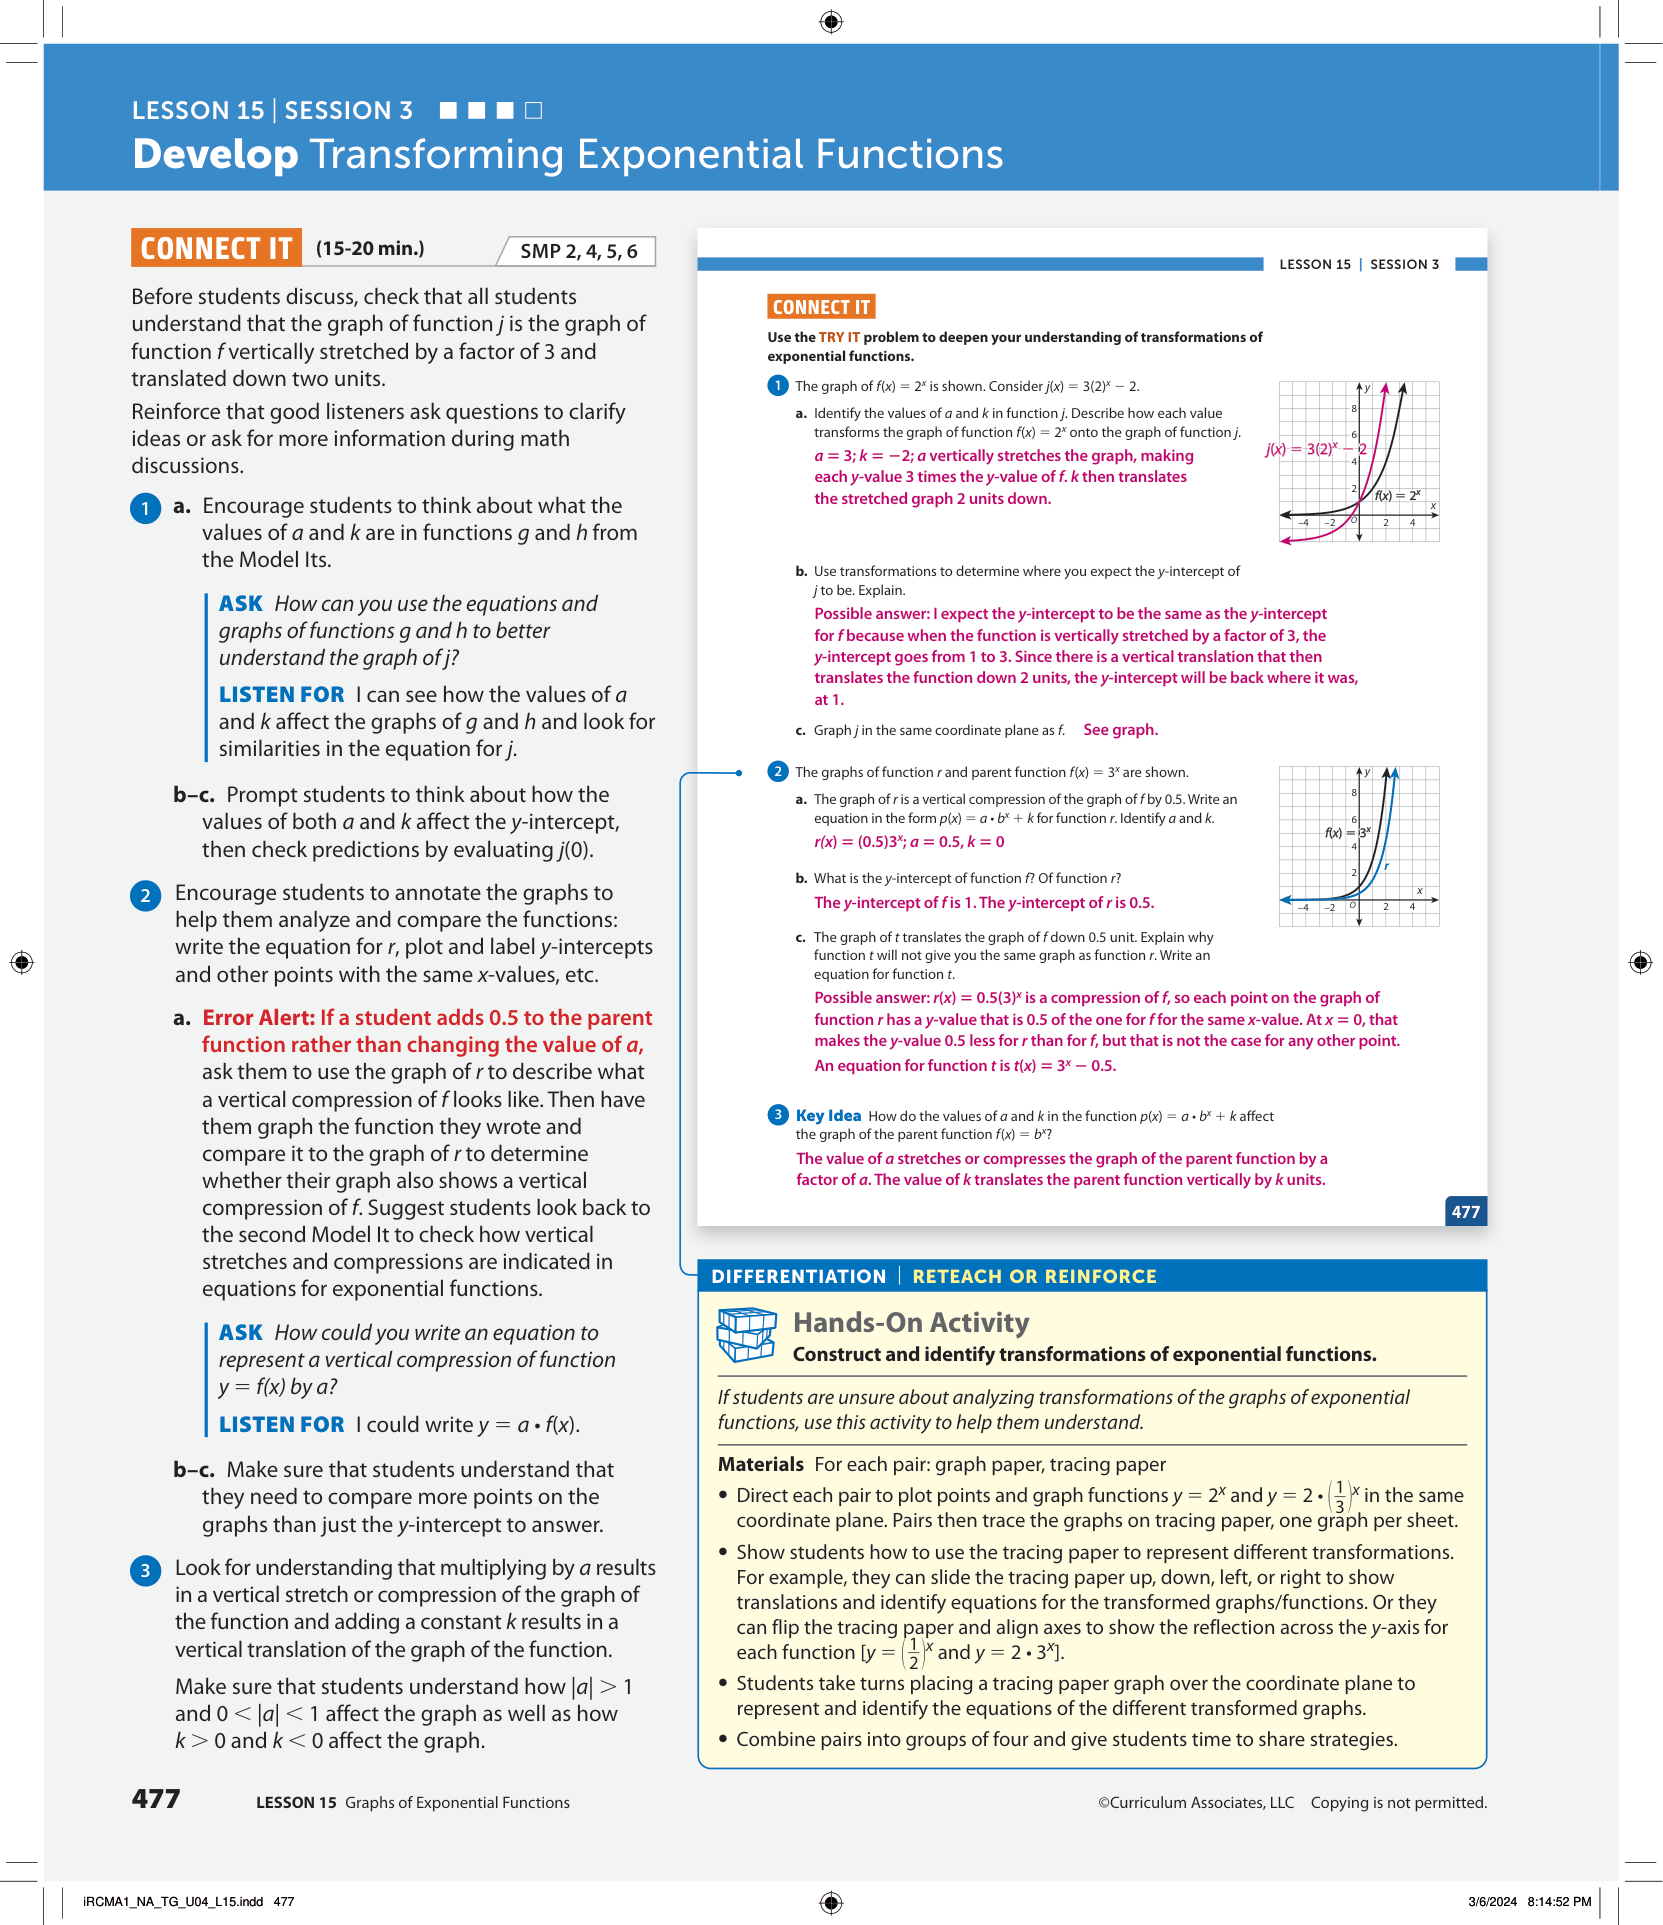 LESSON 15 | SESSION 3
Develop Transforming Exponential Functions
CONNECT IT (15-20 min.) SMP 2, 4, 5, 6
Before students discuss, check that all students
understand that the graph of function j is the graph of
function f vertically stretched by a factor of 3 and
translated down two units.
Reinforce that good listeners ask questions to clarify
ideas or ask for more information during math
discussions.
1 a. Encourage students to think about what the
values of a and k are in functions g and h from
the Model Its.
ASK How can you use the equations and
graphs of functions g and h to better
understand the graph of j?
LISTEN FOR I can see how the values of a
and k affect the graphs of g and h and look for
similarities in the equation for j.
b–c. Prompt students to think about how the
values of both a and k affect the y-intercept,
then check predictions by evaluating j(0).
2 Encourage students to annotate the graphs to
help them analyze and compare the functions:
write the equation for r, plot and label y-intercepts
and other points with the same x-values, etc.
a. Error Alert: If a student adds 0.5 to the parent
function rather than changing the value of a,
ask them to use the graph of r to describe what
a vertical compression of f looks like. Then have
them graph the function they wrote and
compare it to the graph of r to determine
whether their graph also shows a vertical
compression of f. Suggest students look back to
the second Model It to check how vertical
stretches and compressions are indicated in
equations for exponential functions.
ASK How could you write an equation to
represent a vertical compression of function
y = f(x) by a?
LISTEN FOR I could write y = a • f(x).
b–c. Make sure that students understand that
they need to compare more points on the
graphs than just the y-intercept to answer.
3 Look for understanding that multiplying by a results
in a vertical stretch or compression of the graph of
the function and adding a constant k results in a
vertical translation of the graph of the function.
Make sure that students understand how |a| > 1
and 0 < |a| < 1 affect the graph as well as how
k > 0 and k < 0 affect the graph.
LESSON 15 | SESSION 3
CONNECT IT
Use the TRY IT problem to deepen your understanding of transformations of
exponential functions.
1 The graph of f(x) = 2ˣ is shown. Consider j(x) = 3(2)ˣ − 2.
a. Identify the values of a and k in function j. Describe how each value
transforms the graph of function f(x) = 2ˣ onto the graph of function j.
a = 3; k = −2; a vertically stretches the graph, making
each y-value 3 times the y-value of f. k then translates
the stretched graph 2 units down.
y
8
6
j(x) = 3(2)ˣ − 2
4
2
f(x) = 2ˣ
x
−4 −2 O 2 4
b. Use transformations to determine where you expect the y-intercept of
j to be. Explain.
Possible answer: I expect the y-intercept to be the same as the y-intercept
for f because when the function is vertically stretched by a factor of 3, the
y-intercept goes from 1 to 3. Since there is a vertical translation that then
translates the function down 2 units, the y-intercept will be back where it was,
at 1.
c. Graph j in the same coordinate plane as f. See graph.
2 The graphs of function r and parent function f(x) = 3ˣ are shown.
a. The graph of r is a vertical compression of the graph of f by 0.5. Write an
equation in the form p(x) = a • bˣ + k for function r. Identify a and k.
r(x) = (0.5)3ˣ; a = 0.5, k = 0
y
8
6
f(x) = 3ˣ
4
r
2
x
−4 −2 O 2 4
b. What is the y-intercept of function f? Of function r?
The y-intercept of f is 1. The y-intercept of r is 0.5.
c. The graph of t translates the graph of f down 0.5 unit. Explain why
function t will not give you the same graph as function r. Write an
equation for function t.
Possible answer: r(x) = 0.5(3)ˣ is a compression of f, so each point on the graph of
function r has a y-value that is 0.5 of the one for f for the same x-value. At x = 0, that
makes the y-value 0.5 less for r than for f, but that is not the case for any other point.
An equation for function t is t(x) = 3ˣ − 0.5.
3 Key Idea How do the values of a and k in the function p(x) = a • bˣ + k affect
the graph of the parent function f(x) = bˣ?
The value of a stretches or compresses the graph of the parent function by a
factor of a. The value of k translates the parent function vertically by k units.
477
DIFFERENTIATION | RETEACH OR REINFORCE
Hands-On Activity
Construct and identify transformations of exponential functions.
If students are unsure about analyzing transformations of the graphs of exponential
functions, use this activity to help them understand.
Materials For each pair: graph paper, tracing paper
• Direct each pair to plot points and graph functions y = 2ˣ and y = 2 • (1/3)ˣ in the same
coordinate plane. Pairs then trace the graphs on tracing paper, one graph per sheet.
• Show students how to use the tracing paper to represent different transformations.
For example, they can slide the tracing paper up, down, left, or right to show
translations and identify equations for the transformed graphs/functions. Or they
can flip the tracing paper and align axes to show the reflection across the y-axis for
each function [y = (1/2)ˣ and y = 2 • 3ˣ].
• Students take turns placing a tracing paper graph over the coordinate plane to
represent and identify the equations of the different transformed graphs.
• Combine pairs into groups of four and give students time to share strategies.
477 LESSON 15 Graphs of Exponential Functions
©Curriculum Associates, LLC Copying is not permitted.
iRCMA1_NA_TG_U04_L15.indd 477
3/6/2024 8:14:52 PM